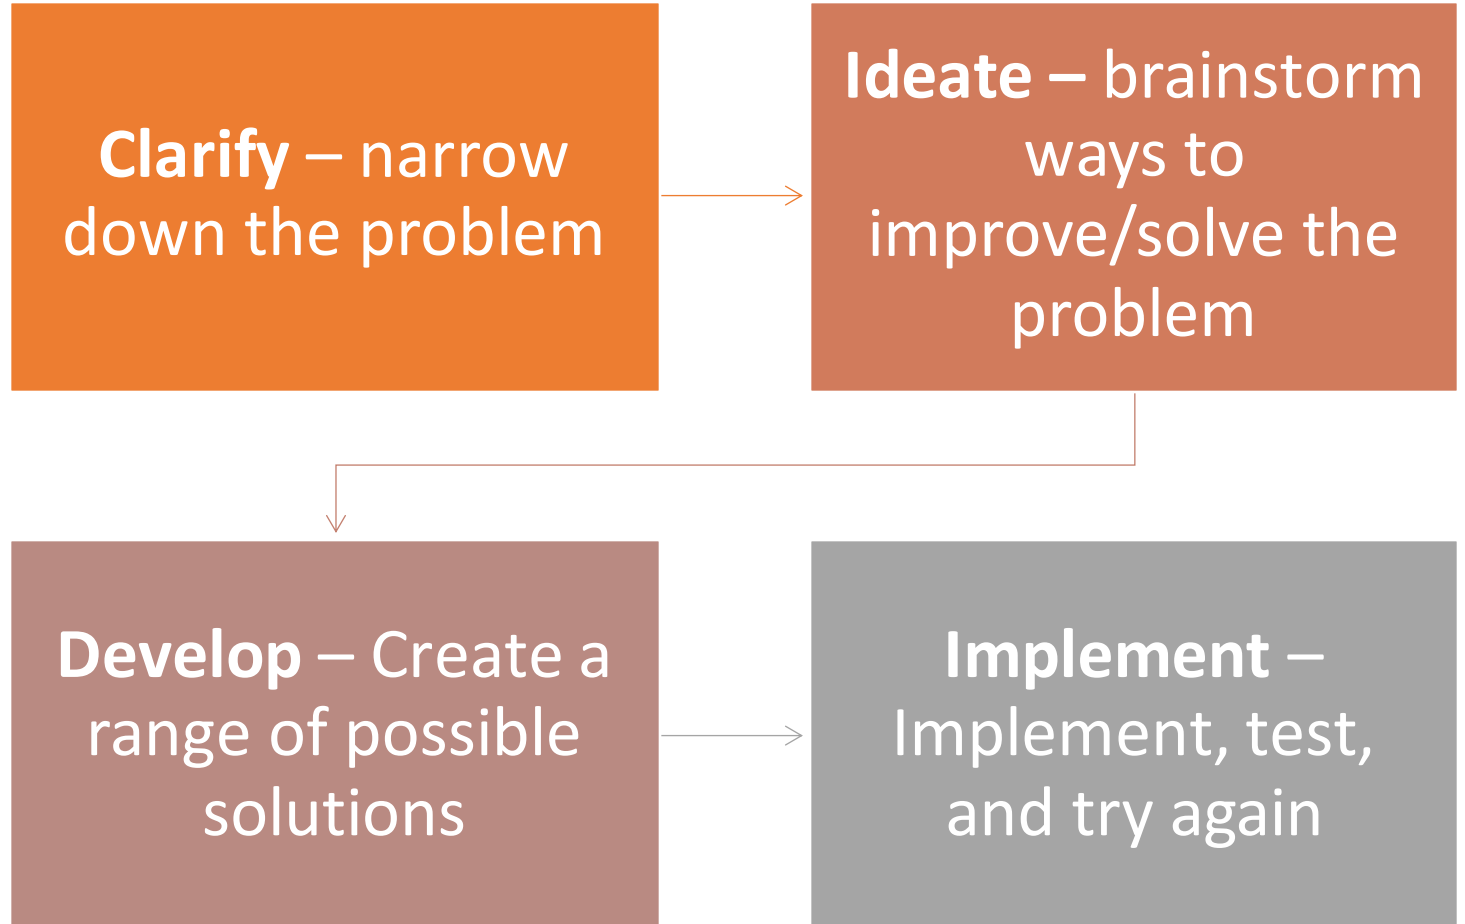 Clarify – narrow
down the problem
Ideate – brainstorm
ways to
improve/solve the
problem
Develop – Create a
range of possible
solutions
Implement –
Implement, test,
and try again